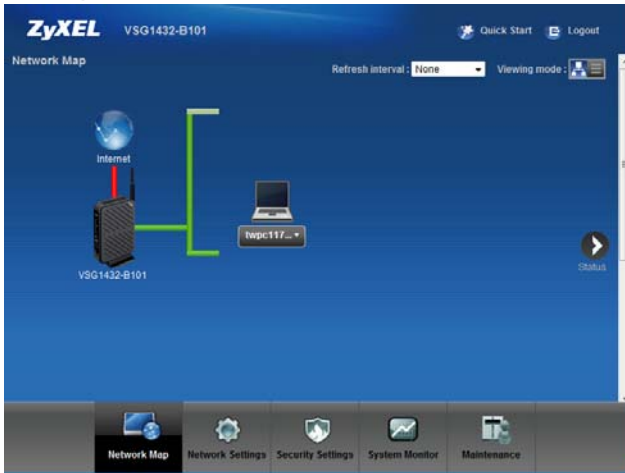 ZyXEL VSG1432-B101 Quick Start Logout
Network Map
Refresh interval : None Viewing mode :
Internet
twpc117...
VSG1432-B101
Status
Network Map Network Settings Security Settings System Monitor Maintenance